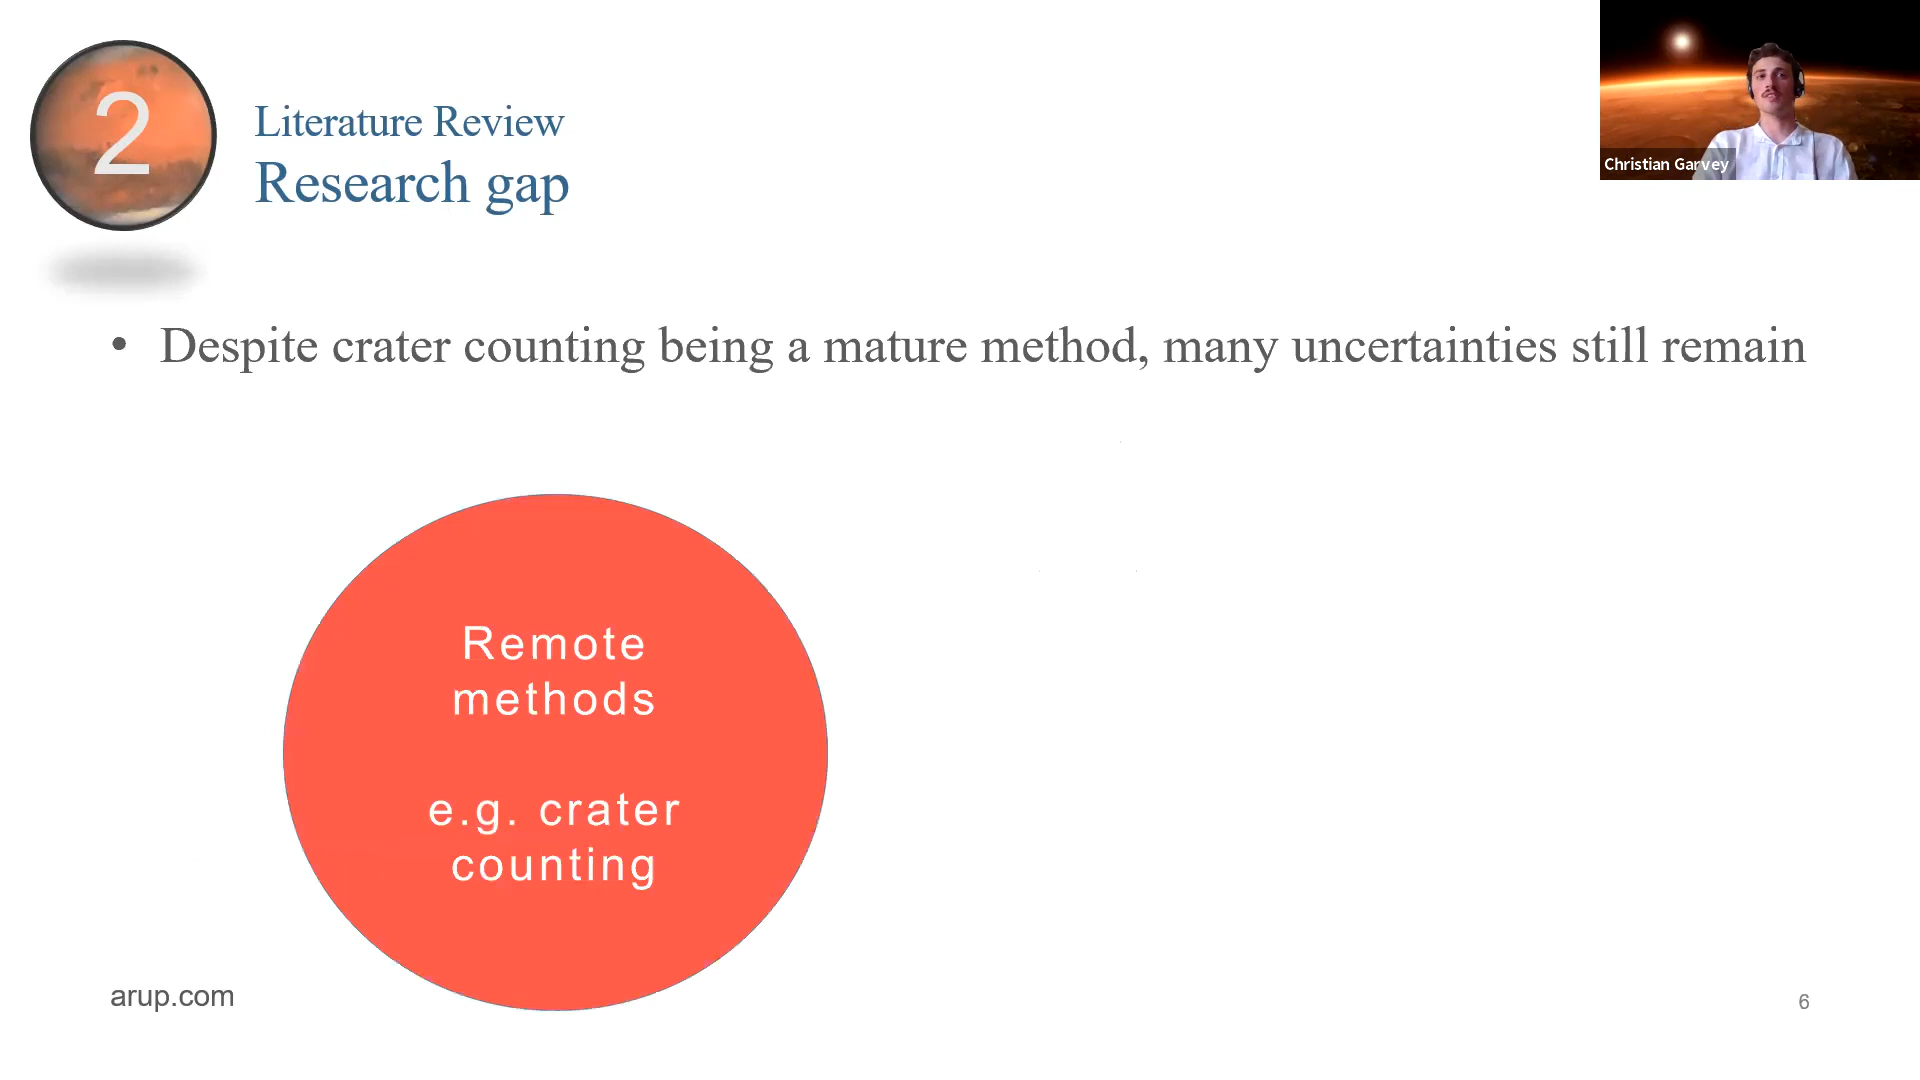 2
Literature Review
Research gap
Christian Garvey
• Despite crater counting being a mature method, many uncertainties still remain
Remote
methods
e.g. crater
counting
arup.com
6